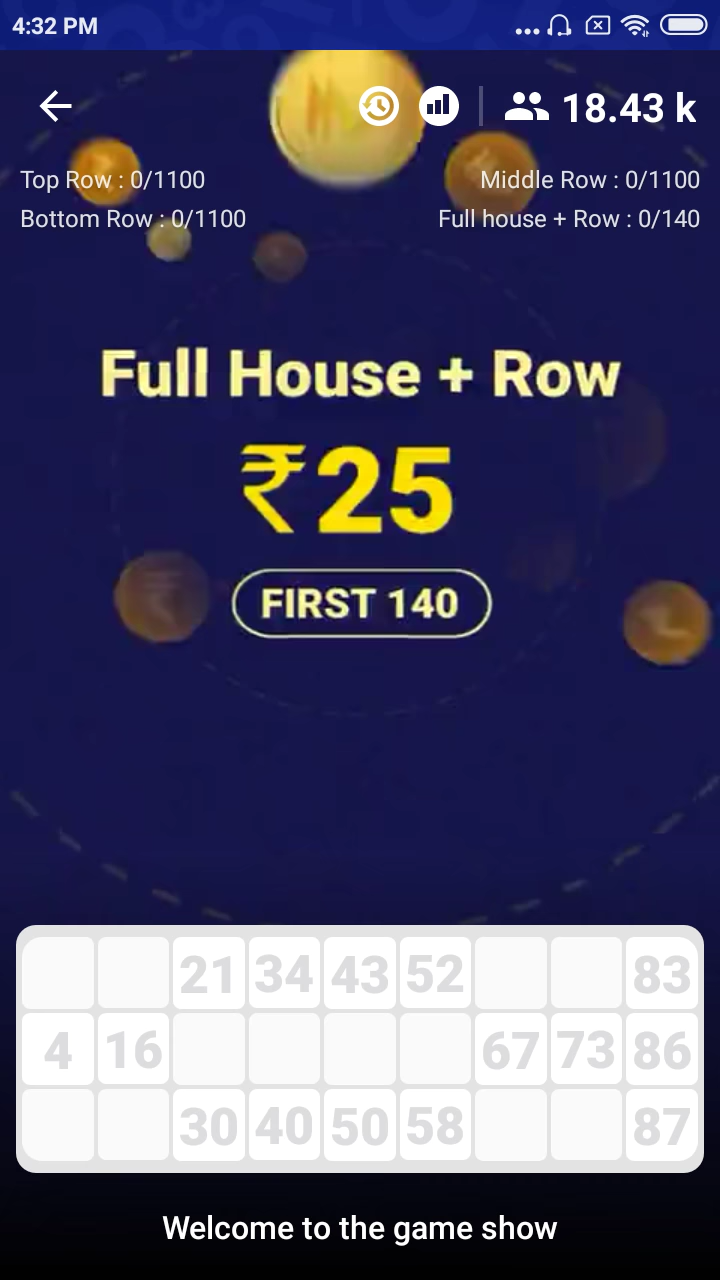 4:32 PM
18.43 k
Top Row : 0/1100
Middle Row : 0/1100
Bottom Row : 0/1100
Full house + Row : 0/140
Full House + Row
₹25
FIRST 140
21 34 43 52 83
4 16 67 73 86
30 40 50 58 87
Welcome to the game show